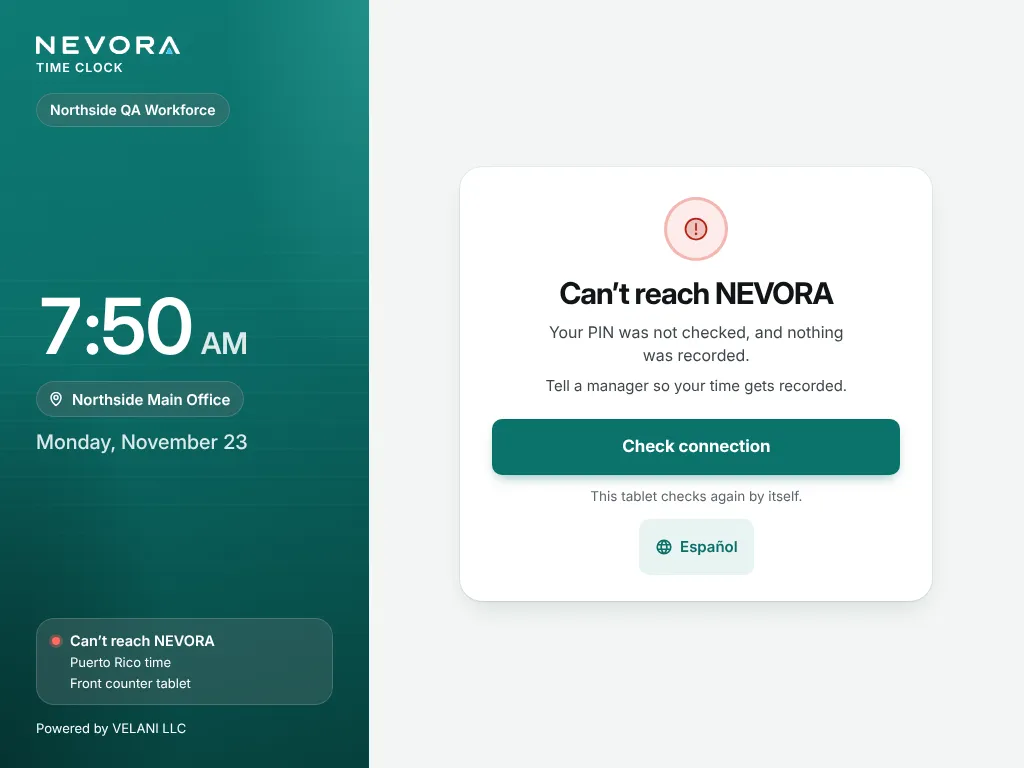 NEVORA
TIME CLOCK
Northside QA Workforce
7:50 AM
Northside Main Office
Monday, November 23
Can’t reach NEVORA
Puerto Rico time
Front counter tablet
Powered by VELANI LLC
Can’t reach NEVORA
Your PIN was not checked, and nothing
was recorded.
Tell a manager so your time gets recorded.
Check connection
This tablet checks again by itself.
Español